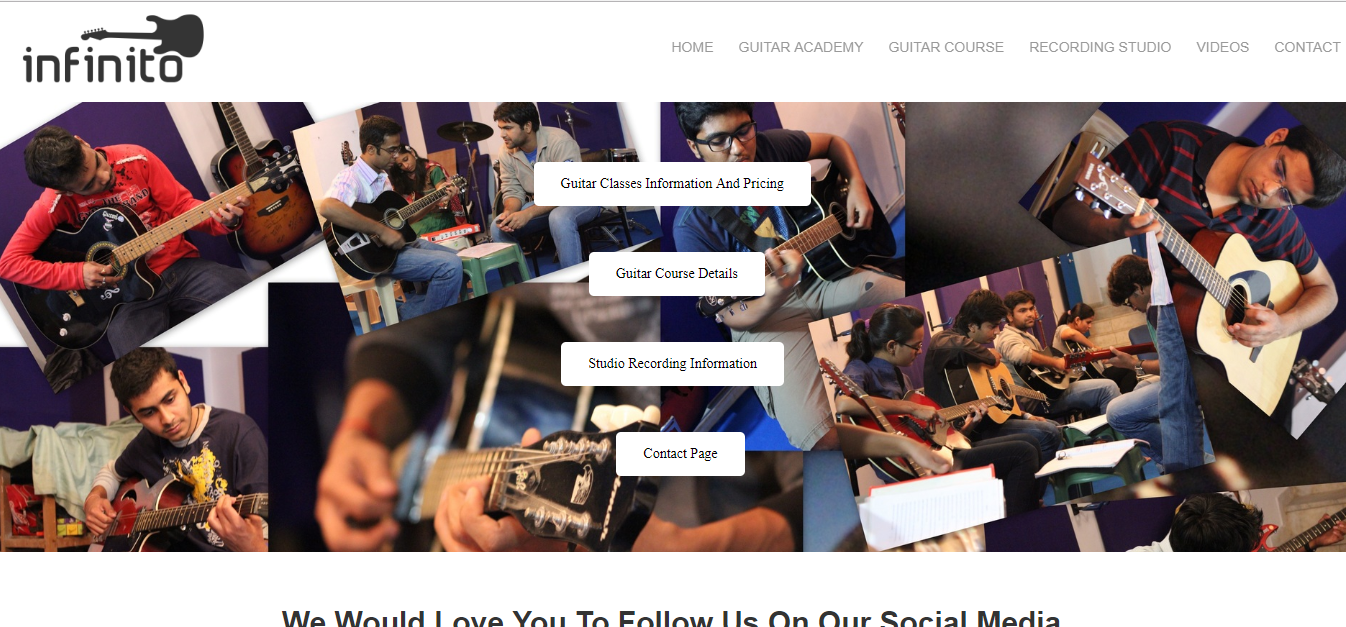 infinito
HOME GUITAR ACADEMY GUITAR COURSE RECORDING STUDIO VIDEOS CONTACT
Guitar Classes Information And Pricing
Guitar Course Details
Studio Recording Information
Contact Page
We Would Love You To Follow Us On Our Social Media